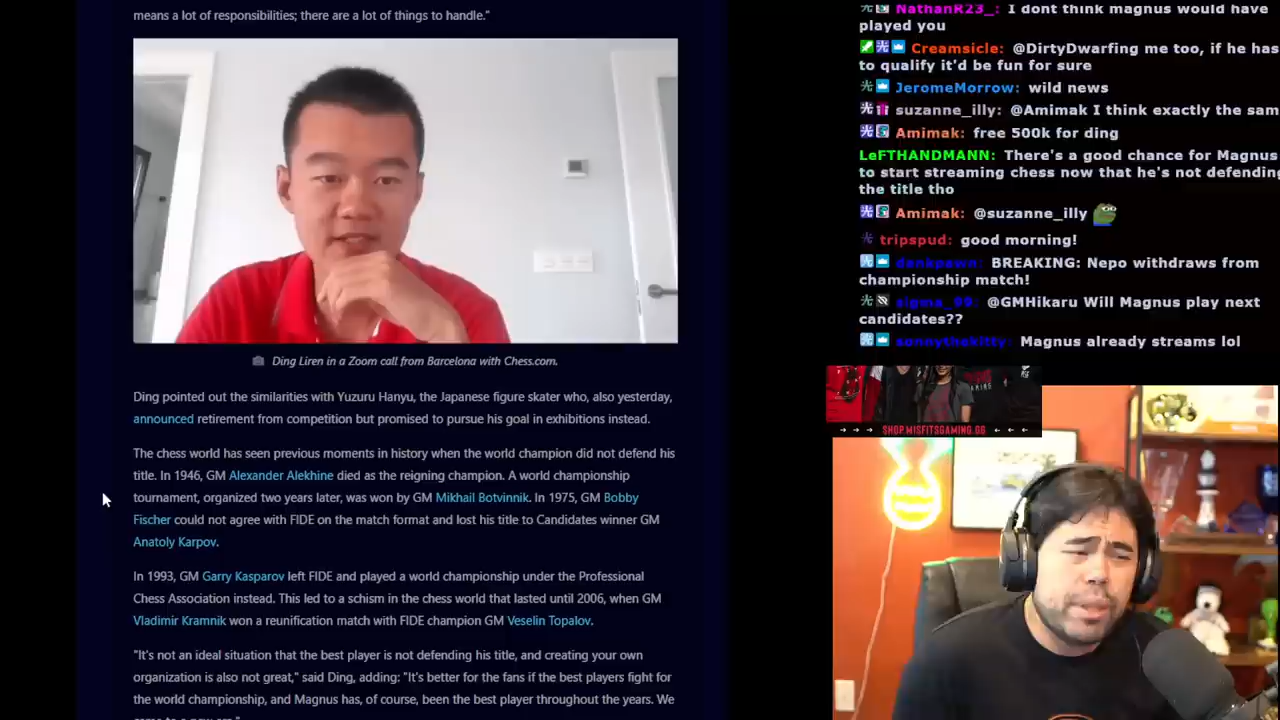 means a lot of responsibilities; there are a lot of things to handle."
Ding Liren in a Zoom call from Barcelona with Chess.com.
Ding pointed out the similarities with Yuzuru Hanyu, the Japanese figure skater who, also yesterday,
announced retirement from competition but promised to pursue his goal in exhibitions instead.
The chess world has seen previous moments in history when the world champion did not defend his
title. In 1946, GM Alexander Alekhine died as the reigning champion. A world championship
tournament, organized two years later, was won by GM Mikhail Botvinnik. In 1975, GM Bobby
Fischer could not agree with FIDE on the match format and lost his title to Candidates winner GM
Anatoly Karpov.
In 1993, GM Garry Kasparov left FIDE and played a world championship under the Professional
Chess Association instead. This led to a schism in the chess world that lasted until 2006, when GM
Vladimir Kramnik won a reunification match with FIDE champion GM Veselin Topalov.
"It's not an ideal situation that the best player is not defending his title, and creating your own
organization is also not great," said Ding, adding: "It's better for the fans if the best players fight for
the world championship, and Magnus has, of course, been the best player throughout the years. We
NathanR23_: I dont think magnus would have
played you
Creamsicle: @DirtyDwarfing me too, if he has
to qualify it'd be fun for sure
JeromeMorrow: wild news
suzanne_illy: @Amimak I think exactly the sam
Amimak: free 500k for ding
LeFTHANDMANN: There's a good chance for Magnus
to start streaming chess now that he's not defending
the title tho
Amimak: @suzanne_illy
tripspud: good morning!
denkpawn: BREAKING: Nepo withdraws from
championship match!
sigma_99: @GMHikaru Will Magnus play next
candidates??
sonnythekitty: Magnus already streams lol
→ → → SHOP.MISFITSGAMING.GG ← ← ←